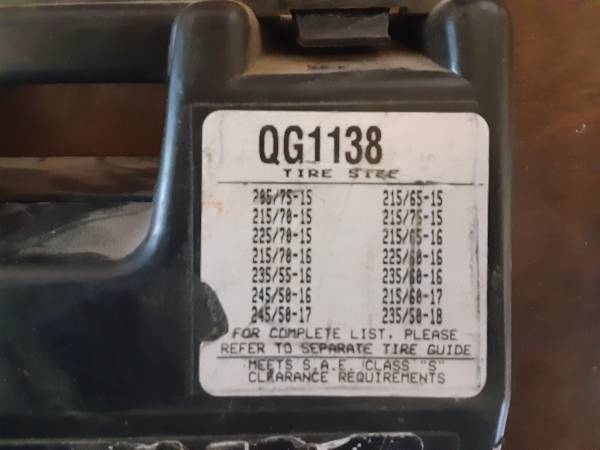 QG1138
TIRE SIZE
205/75-15 215/65-15
215/70-15 215/75-15
225/70-15 215/65-16
215/70-16 225/60-16
235/55-16 235/60-16
245/50-16 215/60-17
245/50-17 235/50-18
FOR COMPLETE LIST, PLEASE
REFER TO SEPARATE TIRE GUIDE
MEETS S.A.E. CLASS "S"
CLEARANCE REQUIREMENTS